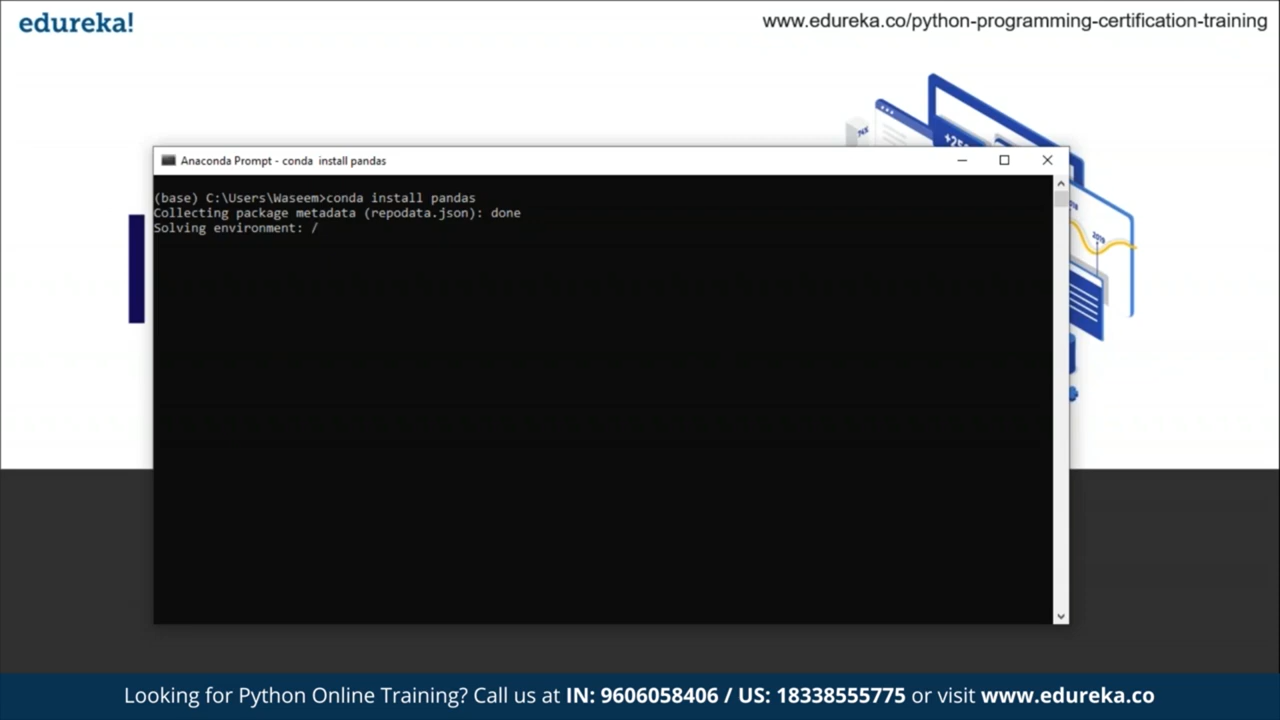 edureka!
www.edureka.co/python-programming-certification-training
Anaconda Prompt - conda install pandas
(base) C:\Users\Waseem>conda install pandas
Collecting package metadata (repodata.json): done
Solving environment: /
2019
Looking for Python Online Training? Call us at IN: 9606058406 / US: 18338555775 or visit www.edureka.co